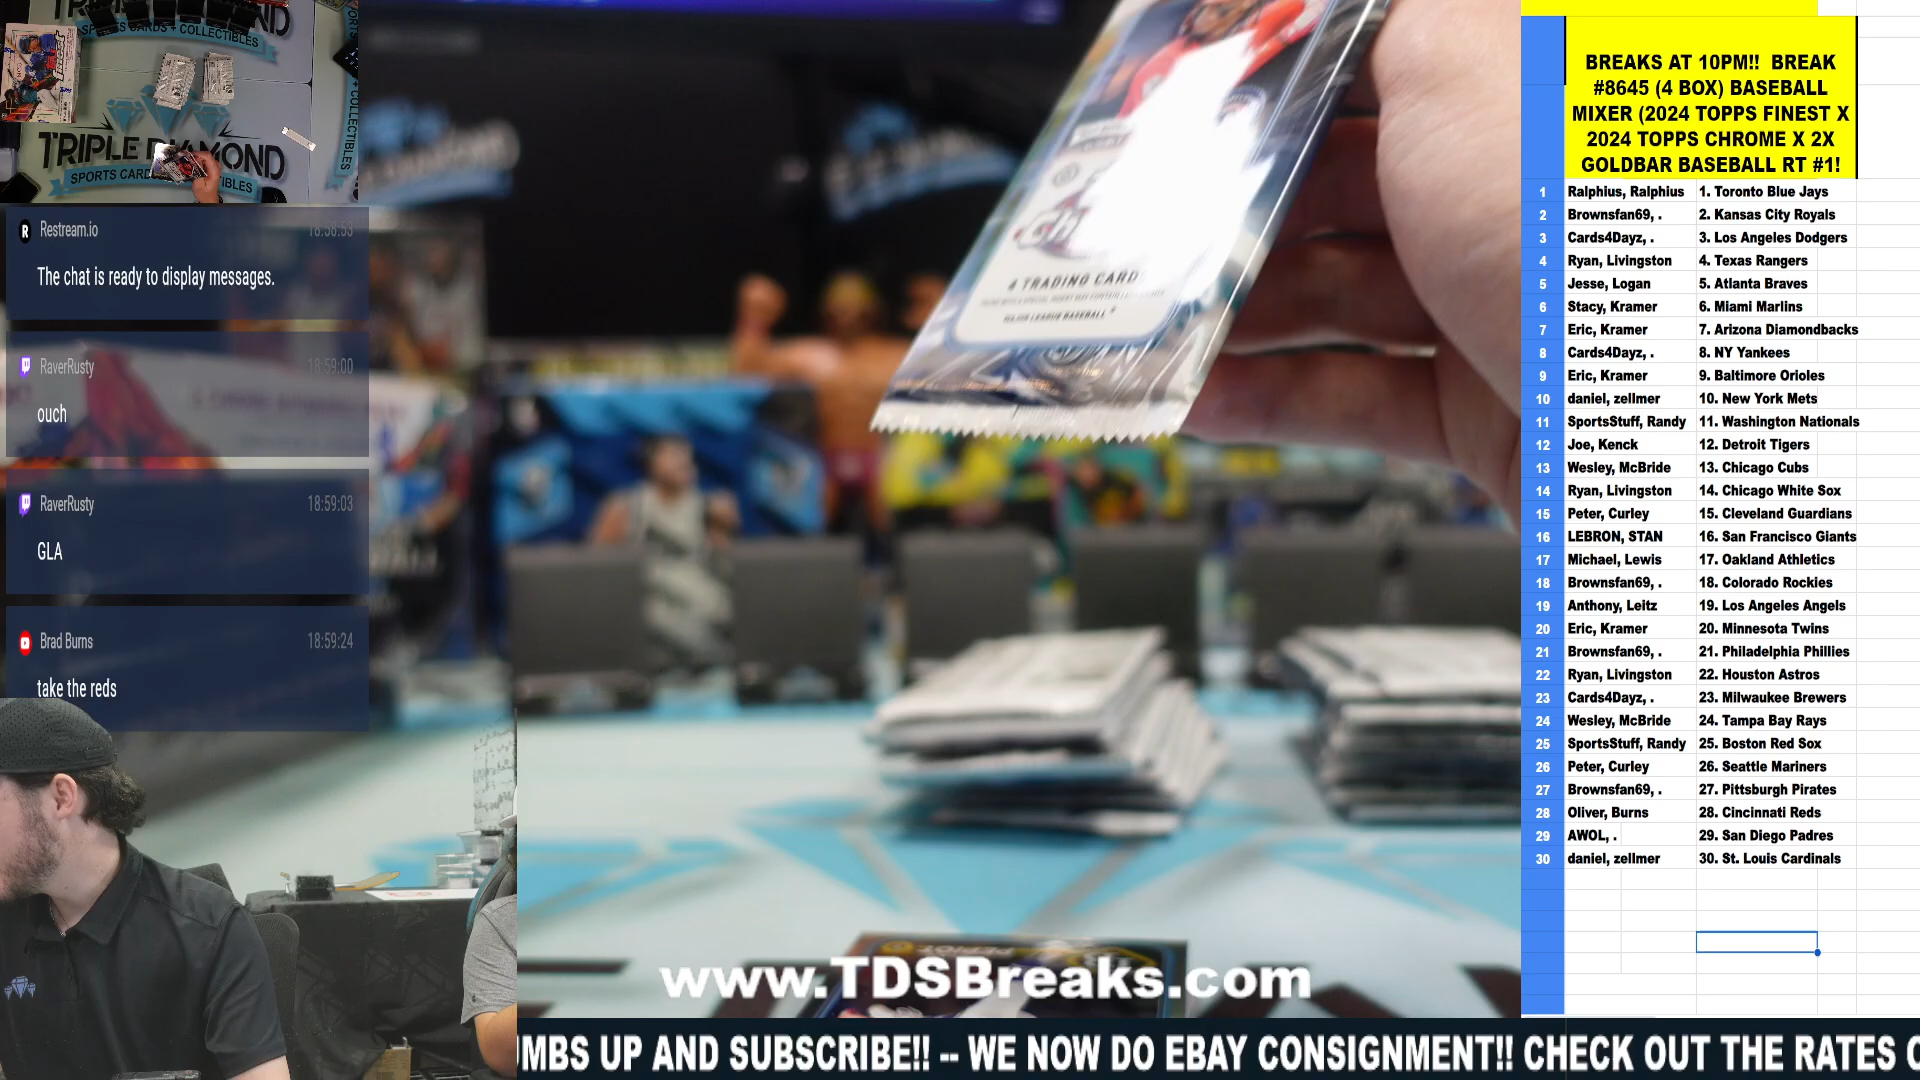 SPORTS CARDS + COLLECTIBLES
TRIPLE DIAMOND
+ COLLECTIBLES
Restream.io 18:58:53
The chat is ready to display messages.
RaverRusty 18:59:00
ouch
RaverRusty 18:59:03
GLA
Brad Burns 18:59:24
take the reds
4 TRADING CARD
MAJOR LEAGUE BASEBALL
www.TDSBreaks.com
UMBS UP AND SUBSCRIBE!! -- WE NOW DO EBAY CONSIGNMENT!! CHECK OUT THE RATES
BREAKS AT 10PM!! BREAK
#8645 (4 BOX) BASEBALL
MIXER (2024 TOPPS FINEST X
2024 TOPPS CHROME X 2X
GOLDBAR BASEBALL RT #1!
1 Ralphius, Ralphius 1. Toronto Blue Jays
2 Brownsfan69, . 2. Kansas City Royals
3 Cards4Dayz, . 3. Los Angeles Dodgers
4 Ryan, Livingston 4. Texas Rangers
5 Jesse, Logan 5. Atlanta Braves
6 Stacy, Kramer 6. Miami Marlins
7 Eric, Kramer 7. Arizona Diamondbacks
8 Cards4Dayz, . 8. NY Yankees
9 Eric, Kramer 9. Baltimore Orioles
10 daniel, zellmer 10. New York Mets
11 SportsStuff, Randy 11. Washington Nationals
12 Joe, Kenck 12. Detroit Tigers
13 Wesley, McBride 13. Chicago Cubs
14 Ryan, Livingston 14. Chicago White Sox
15 Peter, Curley 15. Cleveland Guardians
16 LEBRON, STAN 16. San Francisco Giants
17 Michael, Lewis 17. Oakland Athletics
18 Brownsfan69, . 18. Colorado Rockies
19 Anthony, Leitz 19. Los Angeles Angels
20 Eric, Kramer 20. Minnesota Twins
21 Brownsfan69, . 21. Philadelphia Phillies
22 Ryan, Livingston 22. Houston Astros
23 Cards4Dayz, . 23. Milwaukee Brewers
24 Wesley, McBride 24. Tampa Bay Rays
25 SportsStuff, Randy 25. Boston Red Sox
26 Peter, Curley 26. Seattle Mariners
27 Brownsfan69, . 27. Pittsburgh Pirates
28 Oliver, Burns 28. Cincinnati Reds
29 AWOL, . 29. San Diego Padres
30 daniel, zellmer 30. St. Louis Cardinals